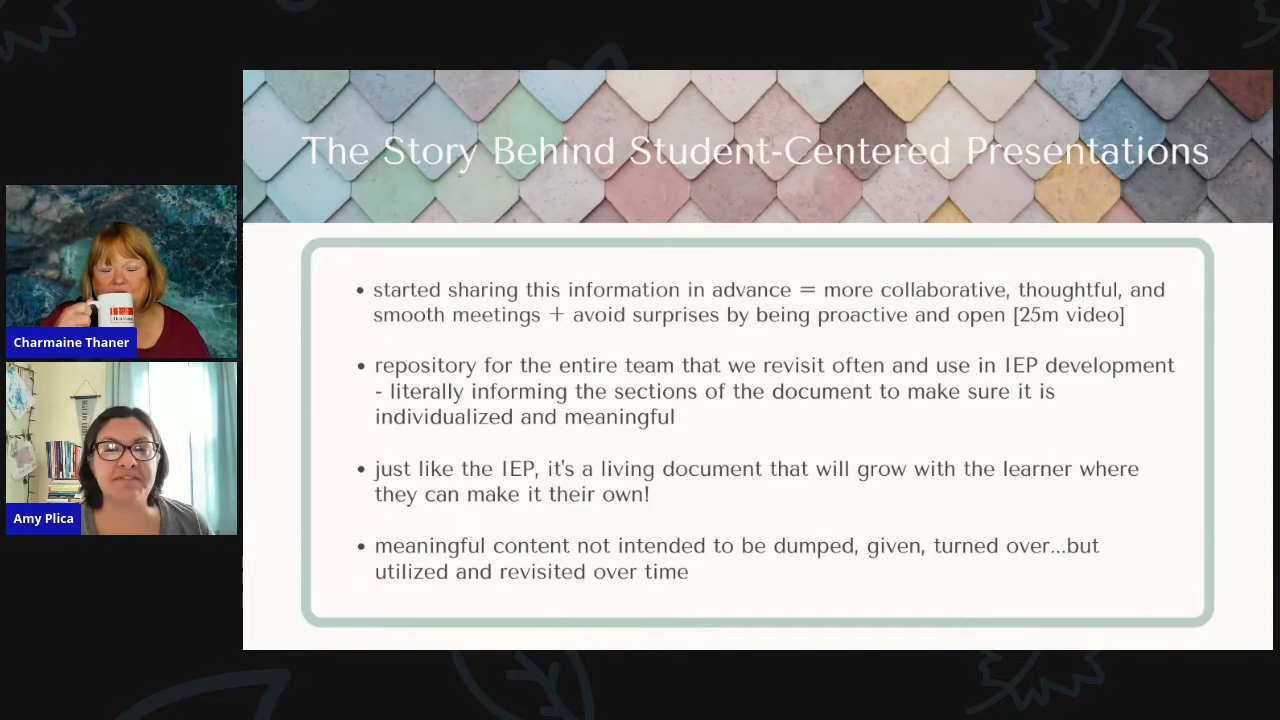 The Story Behind Student-Centered Presentations
• started sharing this information in advance = more collaborative, thoughtful, and
smooth meetings + avoid surprises by being proactive and open [25m video]
• repository for the entire team that we revisit often and use in IEP development
- literally informing the sections of the document to make sure it is
individualized and meaningful
• just like the IEP, it's a living document that will grow with the learner where
they can make it their own!
• meaningful content not intended to be dumped, given, turned over...but
utilized and revisited over time
Charmaine Thaner
Amy Plica